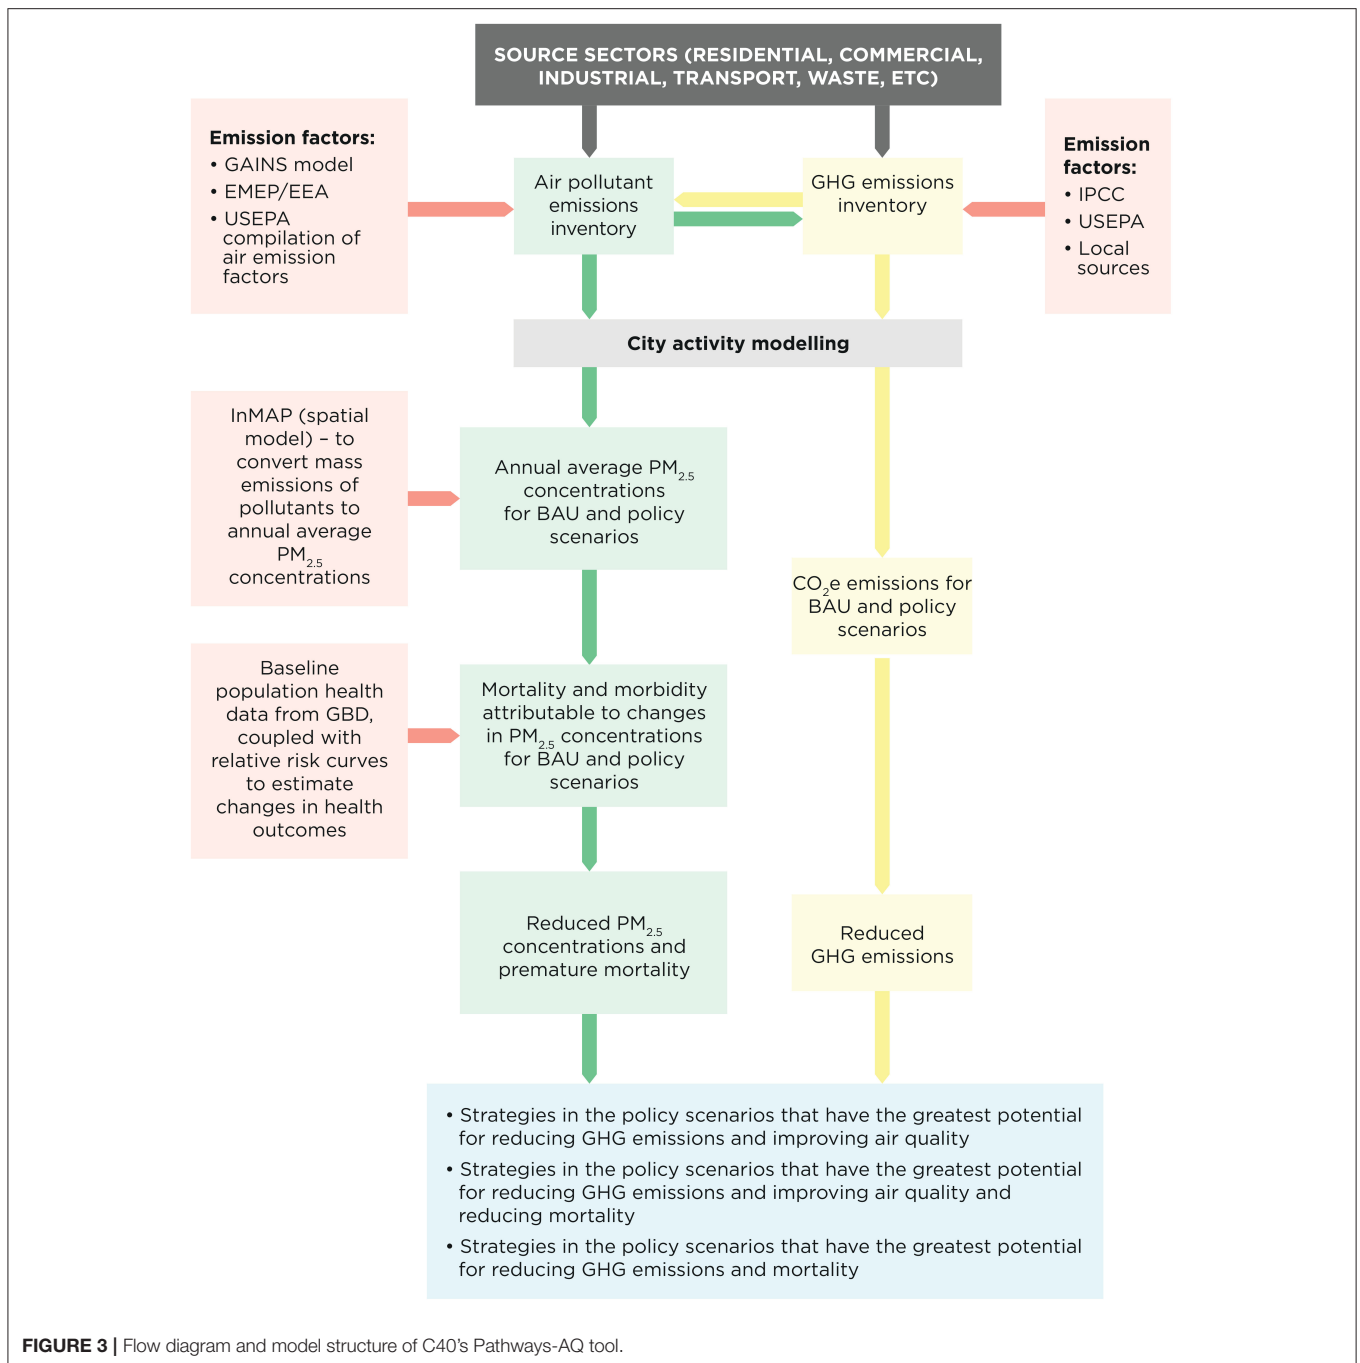 SOURCE SECTORS (RESIDENTIAL, COMMERCIAL,
INDUSTRIAL, TRANSPORT, WASTE, ETC)
Emission factors:
• GAINS model
• EMEP/EEA
• USEPA
compilation of
air emission
factors
Air pollutant
emissions
inventory
GHG emissions
inventory
Emission
factors:
• IPCC
• USEPA
• Local
sources
City activity modelling
InMAP (spatial
model) – to
convert mass
emissions of
pollutants to
annual average
PM2.5
concentrations
Annual average PM2.5
concentrations
for BAU and policy
scenarios
CO2e emissions for
BAU and policy
scenarios
Baseline
population health
data from GBD,
coupled with
relative risk curves
to estimate
changes in health
outcomes
Mortality and morbidity
attributable to changes
in PM2.5 concentrations
for BAU and policy
scenarios
Reduced PM2.5
concentrations and
premature mortality
Reduced
GHG emissions
• Strategies in the policy scenarios that have the greatest potential
for reducing GHG emissions and improving air quality
• Strategies in the policy scenarios that have the greatest potential
for reducing GHG emissions and improving air quality and
reducing mortality
• Strategies in the policy scenarios that have the greatest potential
for reducing GHG emissions and mortality
FIGURE 3 | Flow diagram and model structure of C40's Pathways-AQ tool.